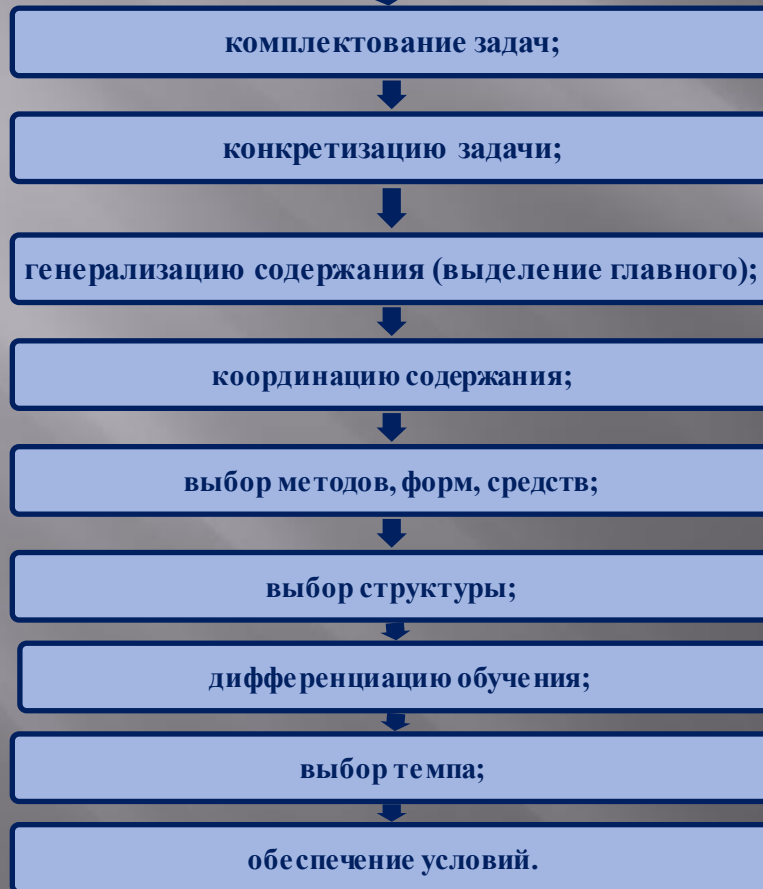 комплектование задач;
конкретизацию задачи;
генерализацию содержания (выделение главного);
координацию содержания;
выбор методов, форм, средств;
выбор структуры;
дифференциацию обучения;
выбор темпа;
обеспечение условий.